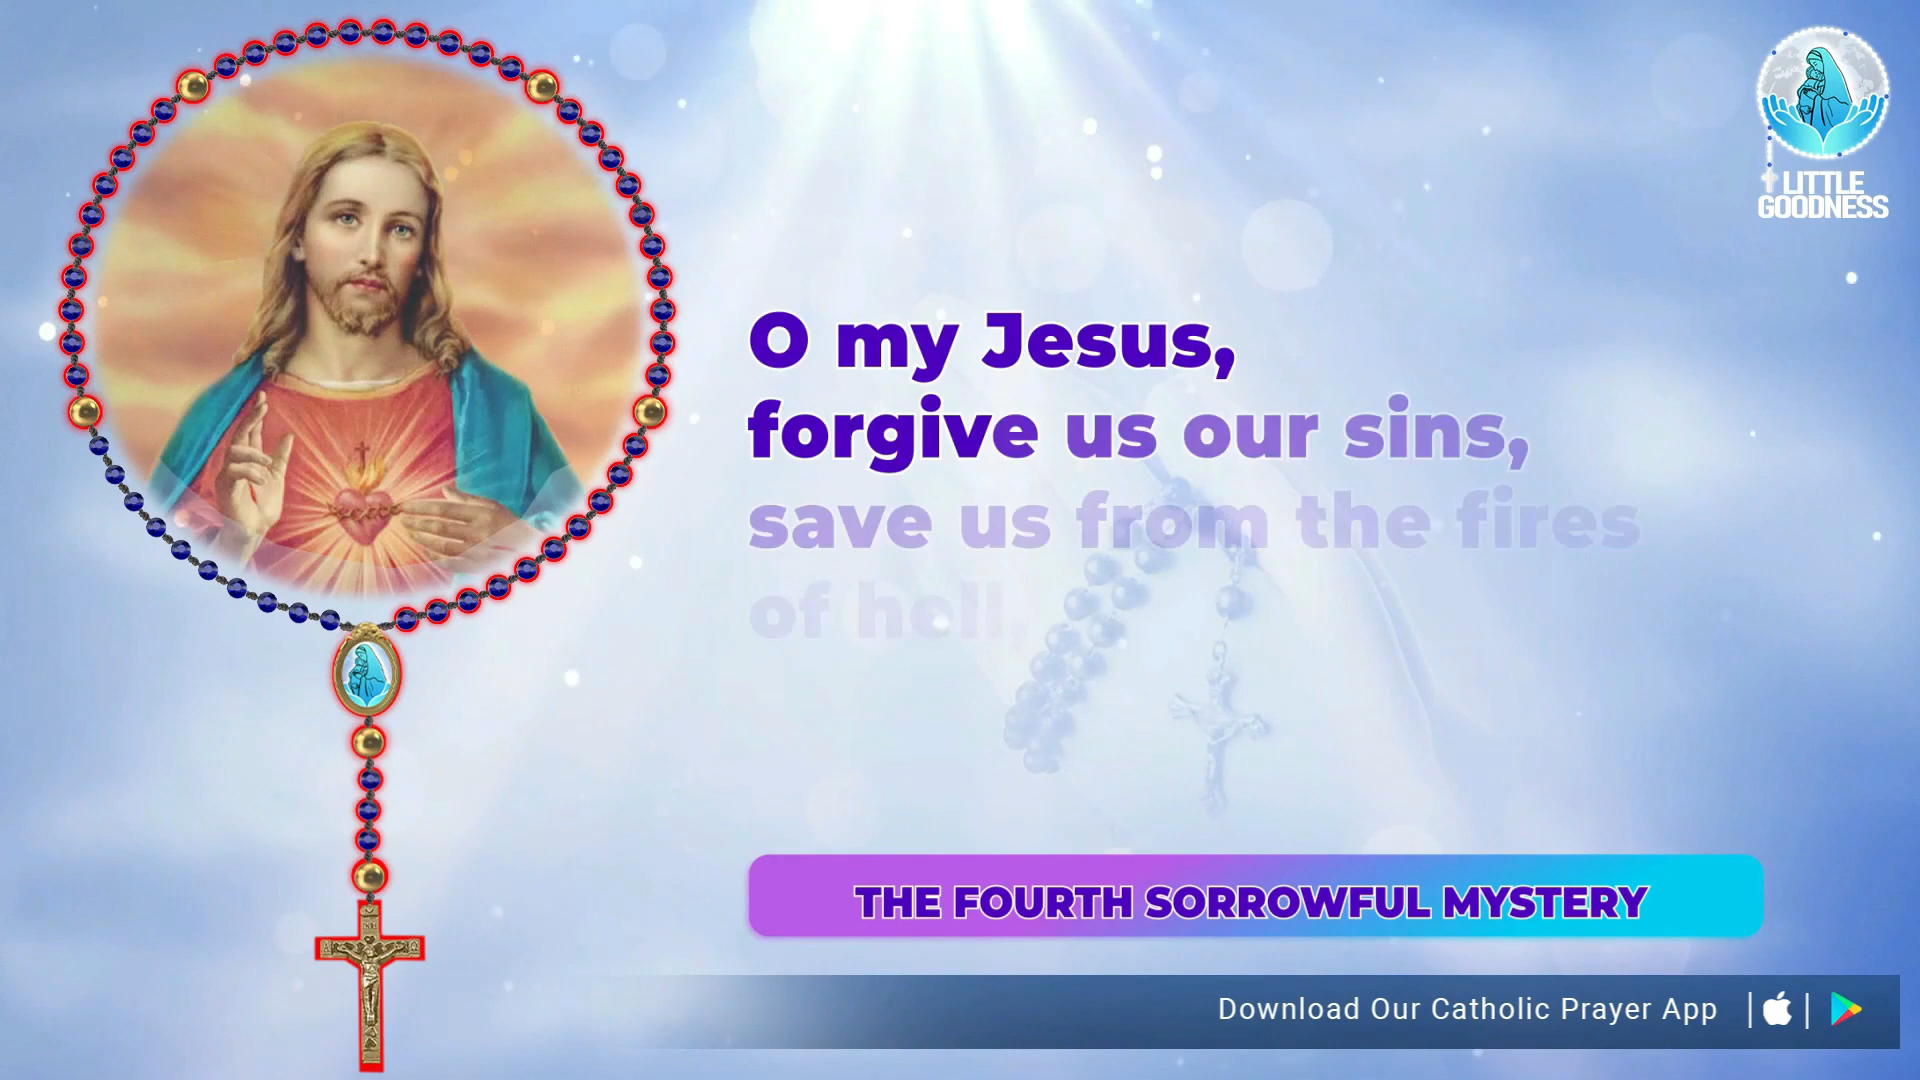 LITTLE
GOODNESS
O my Jesus,
forgive us our sins,
save us from the fires
of hell,
THE FOURTH SORROWFUL MYSTERY
Download Our Catholic Prayer App